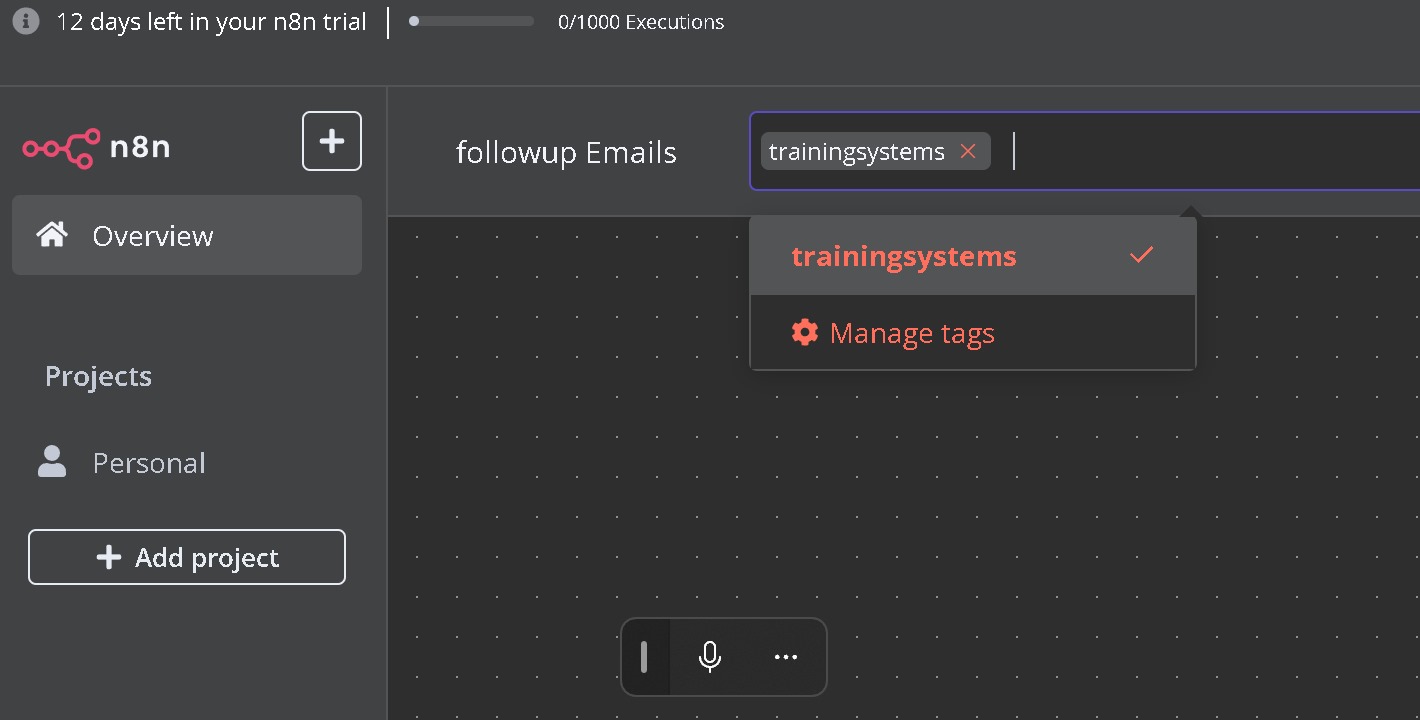 12 days left in your n8n trial
0/1000 Executions
n8n
followup Emails
trainingsystems
Overview
trainingsystems
Manage tags
Projects
Personal
Add project